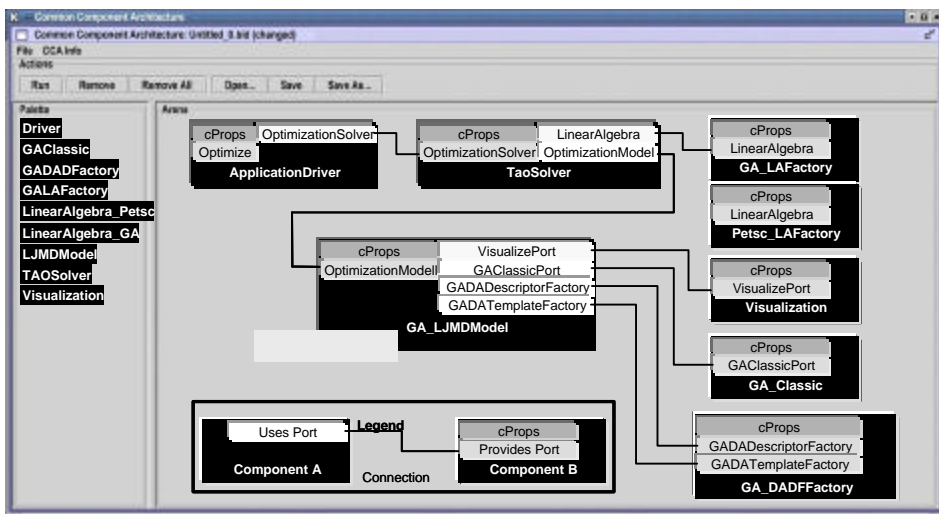 Common Component Architecture
Common Component Architecture: Untitled_0.bld (changed)
File CCA Info
Actions
Run Remove Remove All Open... Save Save As...
Palette
Driver
GAClassic
GADADFactory
GALAFactory
LinearAlgebra_Petsc
LinearAlgebra_GA
LJMDModel
TAOSolver
Visualization
Arena
cProps OptimizationSolver
Optimize
ApplicationDriver
cProps LinearAlgebra
OptimizationSolver OptimizationModel
TaoSolver
cProps
LinearAlgebra
GA_LAFactory
cProps
LinearAlgebra
Petsc_LAFactory
cProps VisualizePort
OptimizationModell GAClassicPort
GADADescriptorFactory
GADATemplateFactory
GA_LJMDModel
cProps
VisualizePort
Visualization
cProps
GAClassicPort
GA_Classic
cProps
GADADescriptorFactory
GADATemplateFactory
GA_DADFFactory
Legend
Uses Port
Component A
Connection
cProps
Provides Port
Component B